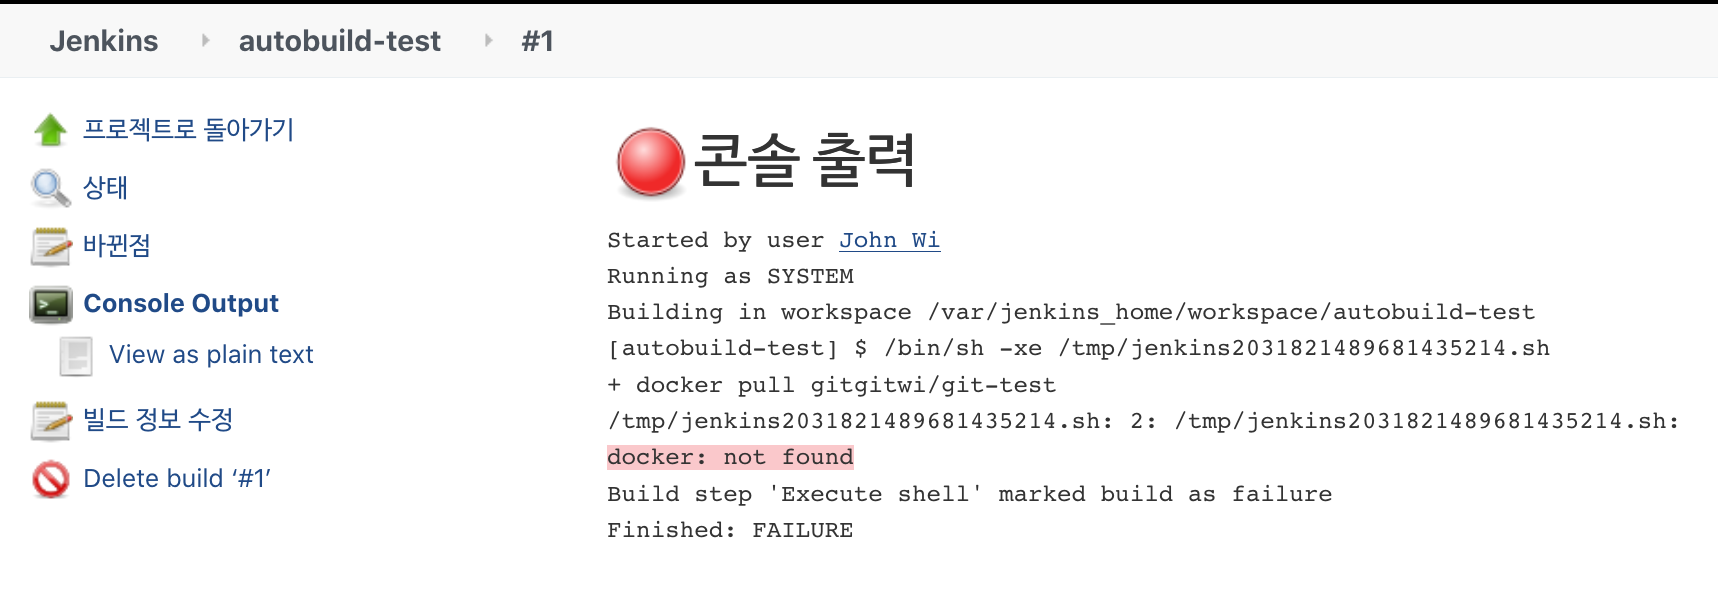 Jenkins autobuild-test #1
프로젝트로 돌아가기
상태
바뀐점
Console Output
View as plain text
빌드 정보 수정
Delete build ‘#1’
콘솔 출력
Started by user John Wi
Running as SYSTEM
Building in workspace /var/jenkins_home/workspace/autobuild-test
[autobuild-test] $ /bin/sh -xe /tmp/jenkins2031821489681435214.sh
+ docker pull gitgitwi/git-test
/tmp/jenkins2031821489681435214.sh: 2: /tmp/jenkins2031821489681435214.sh:
docker: not found
Build step 'Execute shell' marked build as failure
Finished: FAILURE